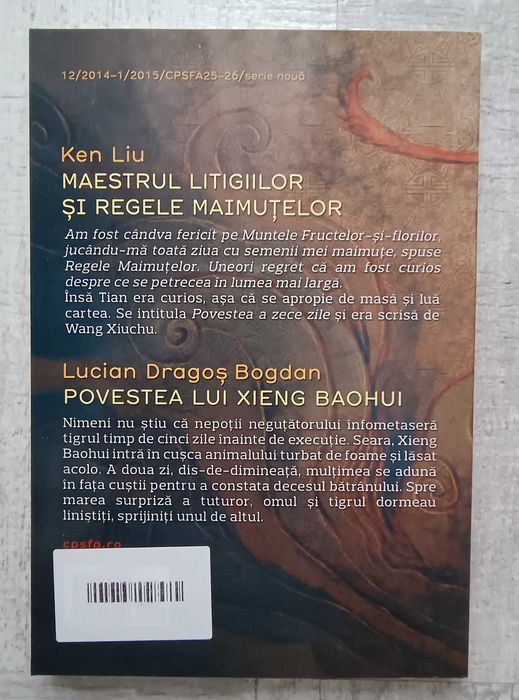 12/2014-1/2015/CPSFA25-26/serie nouă
Ken Liu
MAESTRUL LITIGIILOR
ȘI REGELE MAIMUȚELOR
Am fost cândva fericit pe Muntele Fructelor-și-florilor,
jucându-mă toată ziua cu semenii mei maimuțe, spuse
Regele Maimuțelor. Uneori regret că am fost curios
despre ce se petrecea în lumea mai largă.
Însă Tian era curios, așa că se apropie de masă și luă
cartea. Se intitula Povestea a zece zile și era scrisă de
Wang Xiuchu.
Lucian Dragoș Bogdan
POVESTEA LUI XIENG BAOHUI
Nimeni nu știu că nepoții neguțătorului înfometaseră
tigrul timp de cinci zile înainte de execuție. Seara, Xieng
Baohui intră în cușca animalului turbat de foame și lăsat
acolo. A doua zi, dis-de-dimineață, mulțimea se adună
în fața cuștii pentru a constata decesul bătrânului. Spre
marea surpriză a tuturor, omul și tigrul dormeau
liniștiți, sprijiniți unul de altul.
cpsfa.ro